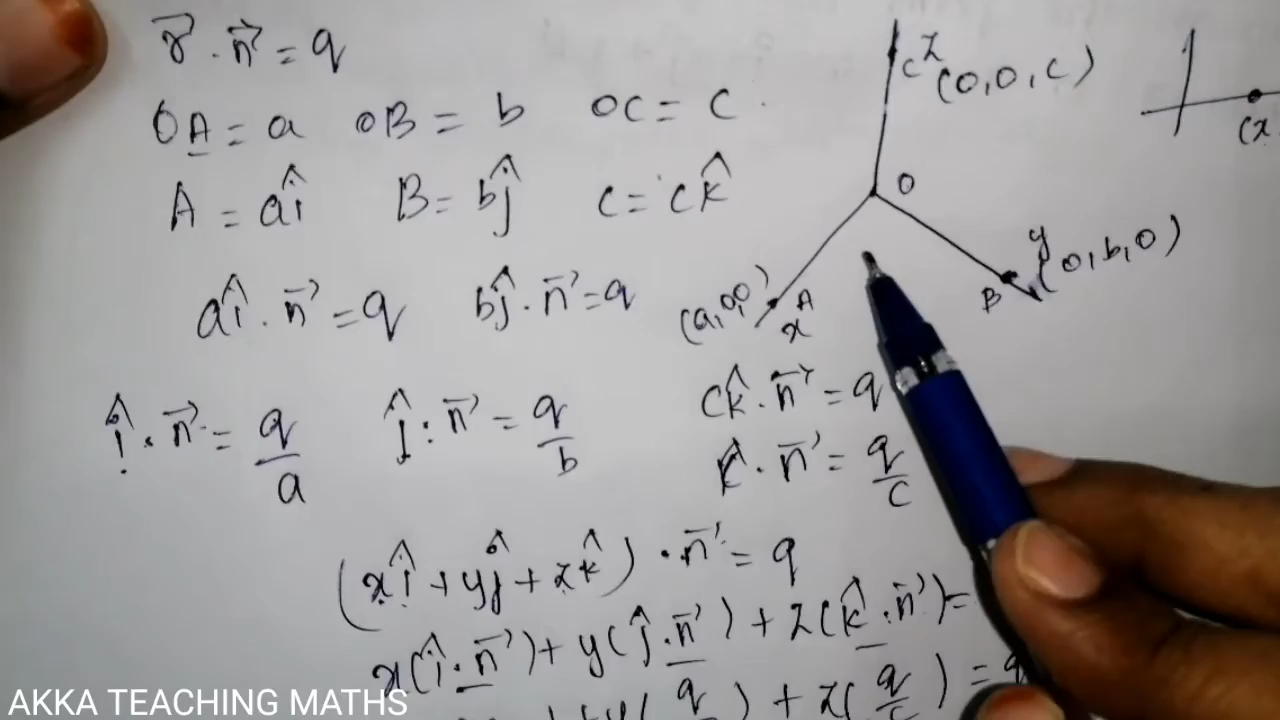 r⃗ · n⃗ = q
OA = a OB = b OC = c
A = aî B = bĵ C = ck̂
aî · n⃗ = q bĵ · n⃗ = q
ck̂ · n⃗ = q
î · n⃗ = q/a ĵ · n⃗ = q/b
k̂ · n⃗ = q/c
(xî + yĵ + zk̂) · n⃗ = q
x(î · n⃗) + y(ĵ · n⃗) + z(k̂ · n⃗) =
+ y(q ) + z(q/c) = q
C z (0,0,c)
O
(a,0,0) A x
y (0,b,0) B
(x
AKKA TEACHING MATHS